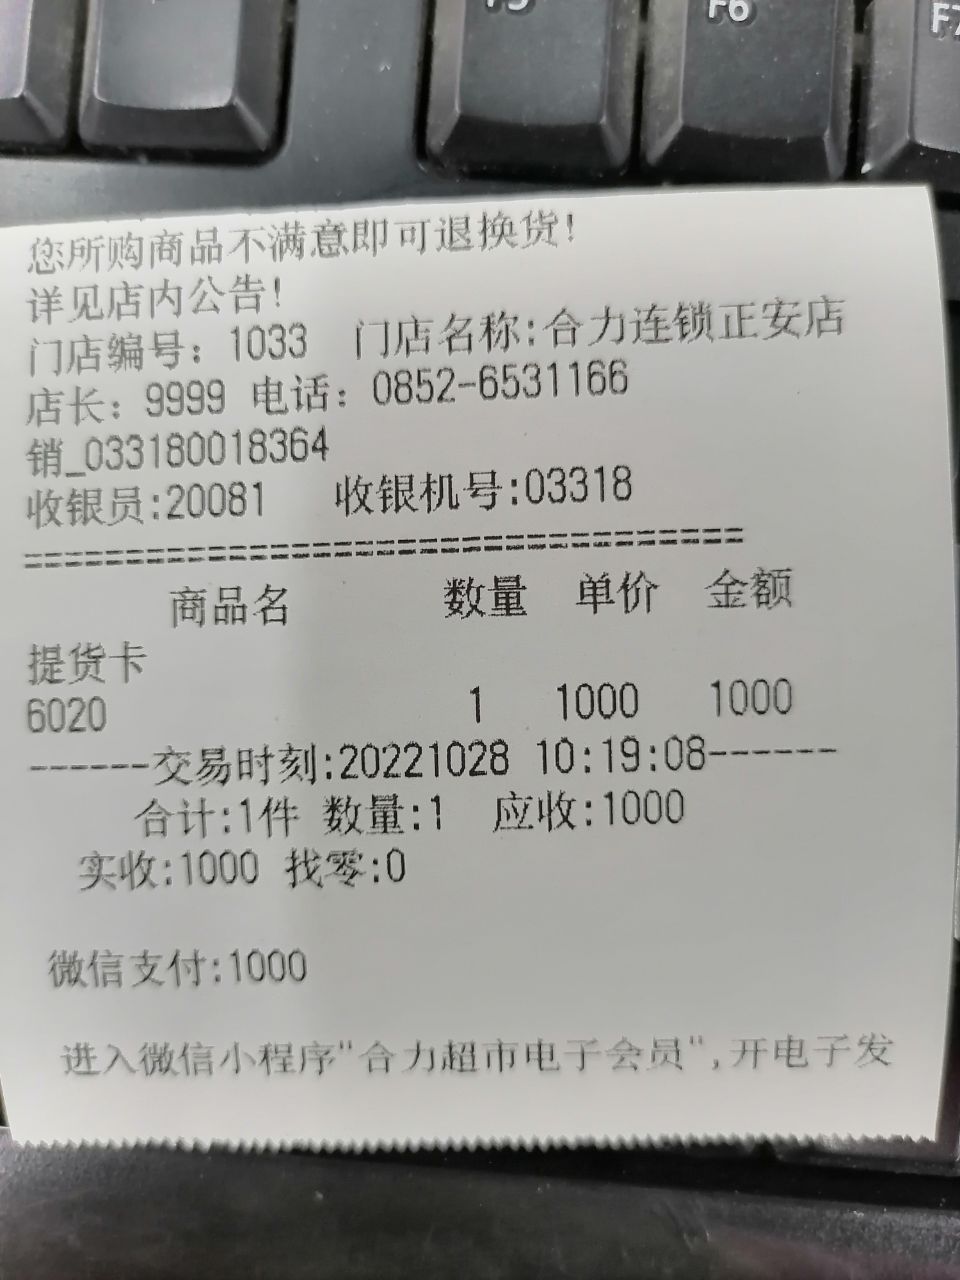 F5
F6
F7
您所购商品不满意即可退换货!
详见店内公告!
门店编号: 1033 门店名称:合力连锁正安店
店长: 9999 电话: 0852-6531166
销_033180018364
收银员:20081 收银机号:03318
====================================
商品名 数量 单价 金额
提货卡
6020 1 1000 1000
------交易时刻:20221028 10:19:08------
合计:1件 数量:1 应收:1000
实收:1000 找零:0
微信支付:1000
进入微信小程序"合力超市电子会员",开电子发